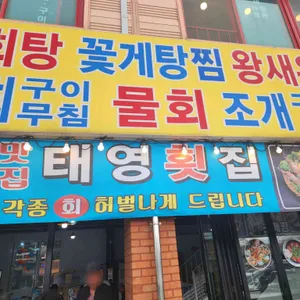 회탕 꽃게탕찜 왕새우
구이 무침 물회 조개구
맛집 태영횟집
각종 회 허벌나게 드립니다